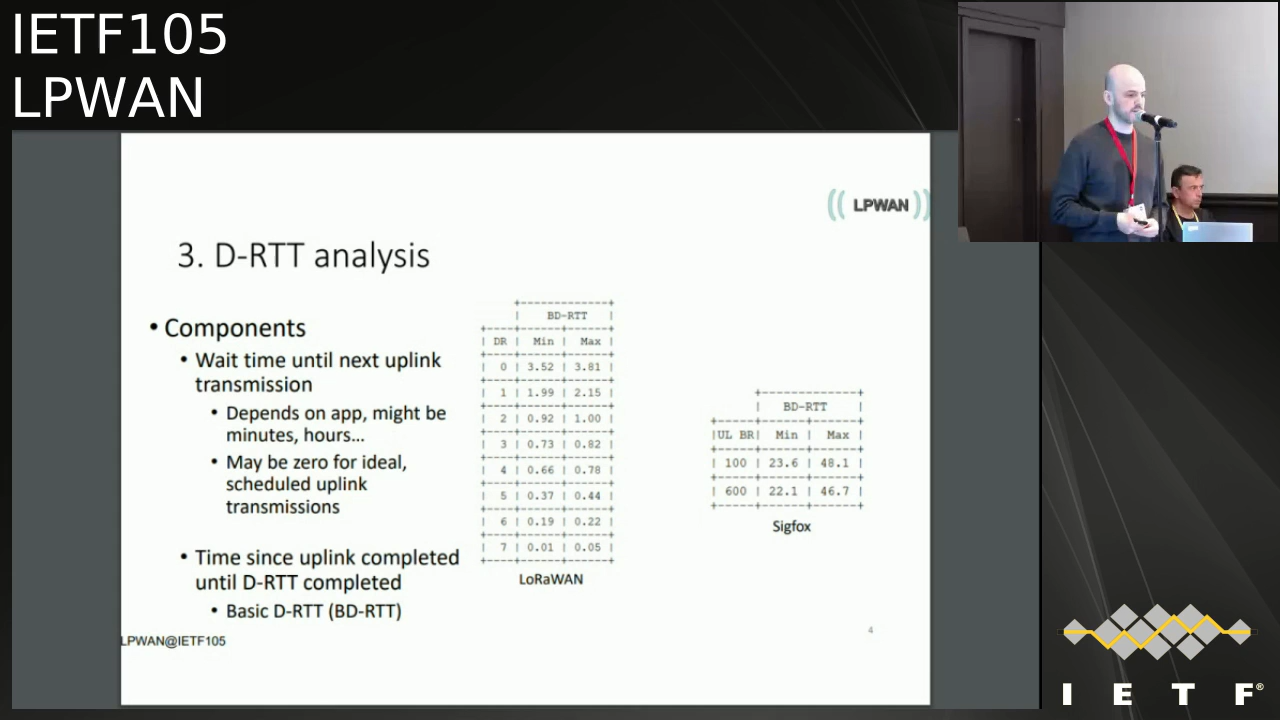 IETF105
LPWAN
LPWAN
3. D-RTT analysis
• Components
• Wait time until next uplink
transmission
• Depends on app, might be
minutes, hours...
• May be zero for ideal,
scheduled uplink
transmissions
• Time since uplink completed
until D-RTT completed
• Basic D-RTT (BD-RTT)
| BD-RTT |
| DR | Min | Max |
| 0 | 3.52 | 3.81 |
| 1 | 1.99 | 2.15 |
| 2 | 0.92 | 1.00 |
| 3 | 0.73 | 0.82 |
| 4 | 0.66 | 0.78 |
| 5 | 0.37 | 0.44 |
| 6 | 0.19 | 0.22 |
| 7 | 0.01 | 0.05 |
LoRaWAN
| BD-RTT |
|UL BR| Min | Max |
| 100 | 23.6 | 48.1 |
| 600 | 22.1 | 46.7 |
Sigfox
LPWAN@IETF105
4
I E T F®